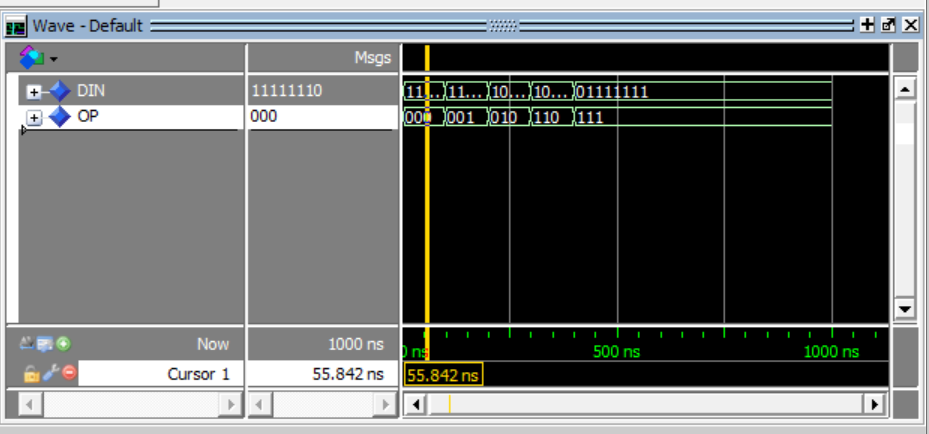 Wave - Default
Msgs
DIN 11111110 11... 11... 10... 10... 01111111
OP 000 000 001 010 110 111
Now 1000 ns ns 500 ns 1000 ns
Cursor 1 55.842 ns 55.842 ns